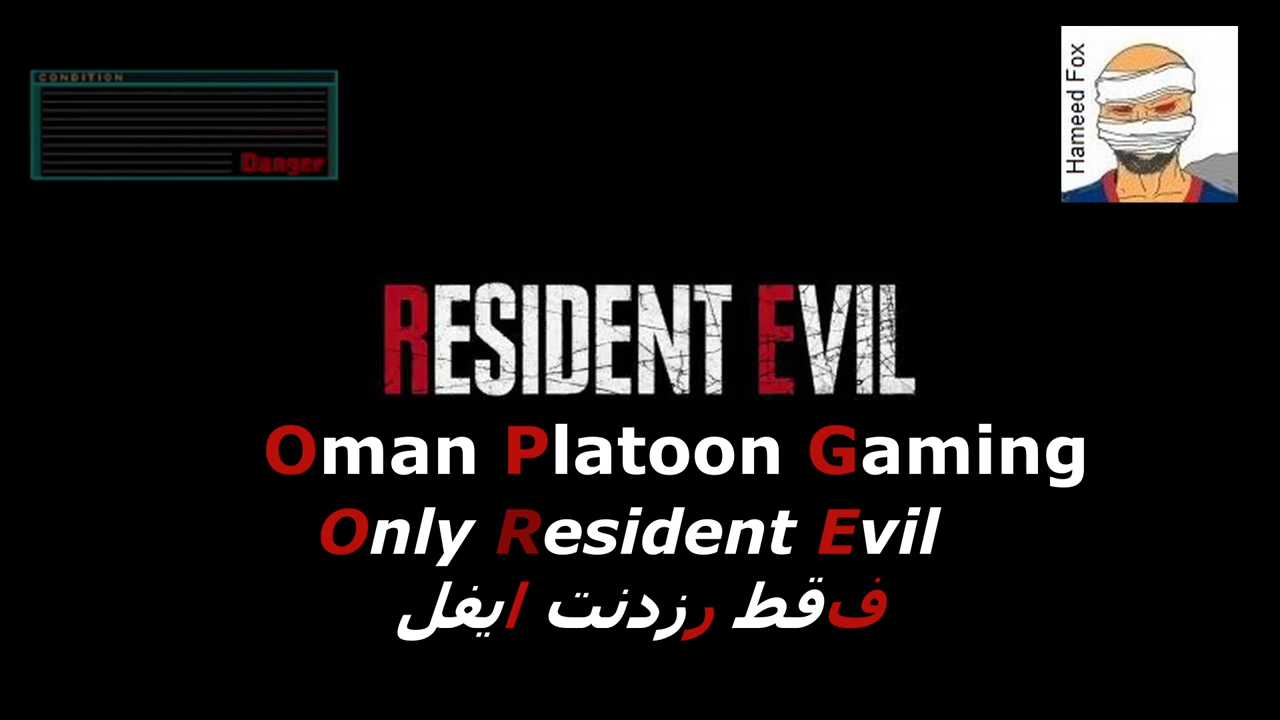 CONDITION
Danger
Hameed Fox
RESIDENT EVIL
Oman Platoon Gaming
Only Resident Evil
فقط رزدنت ايفل